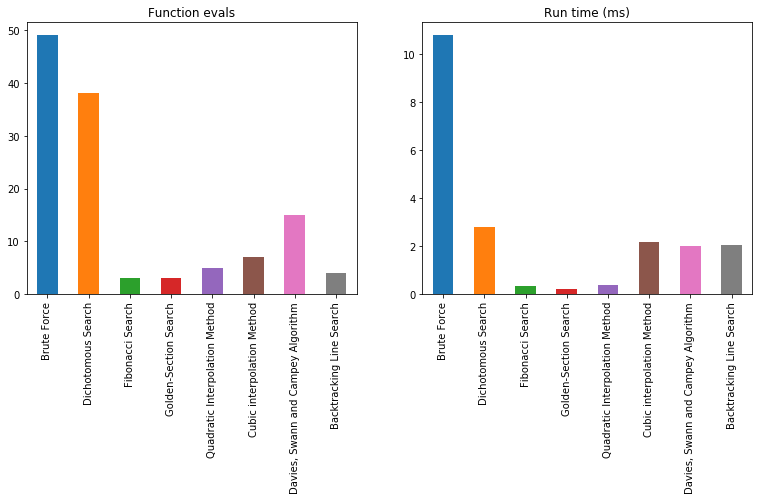 Function evals
50
40
30
20
10
0
Brute Force
Dichotomous Search
Fibonacci Search
Golden-Section Search
Quadratic Interpolation Method
Cubic interpolation Method
Davies, Swann and Campey Algorithm
Backtracking Line Search
Run time (ms)
10
8
6
4
2
0
Brute Force
Dichotomous Search
Fibonacci Search
Golden-Section Search
Quadratic Interpolation Method
Cubic interpolation Method
Davies, Swann and Campey Algorithm
Backtracking Line Search